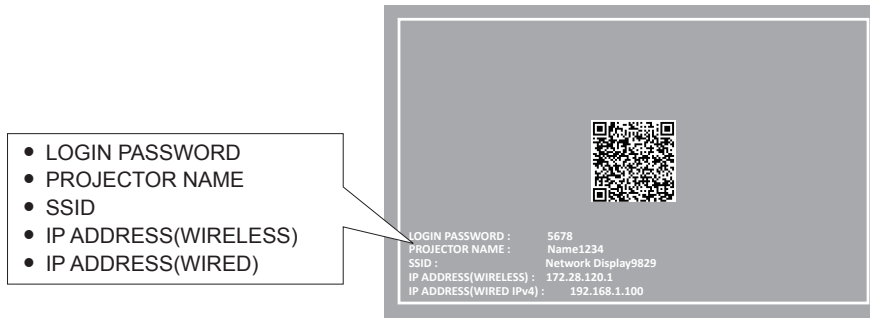 • LOGIN PASSWORD
• PROJECTOR NAME
• SSID
• IP ADDRESS(WIRELESS)
• IP ADDRESS(WIRED)
LOGIN PASSWORD : 5678
PROJECTOR NAME : Name1234
SSID : Network Display9829
IP ADDRESS(WIRELESS) : 172.28.120.1
IP ADDRESS(WIRED IPv4) : 192.168.1.100